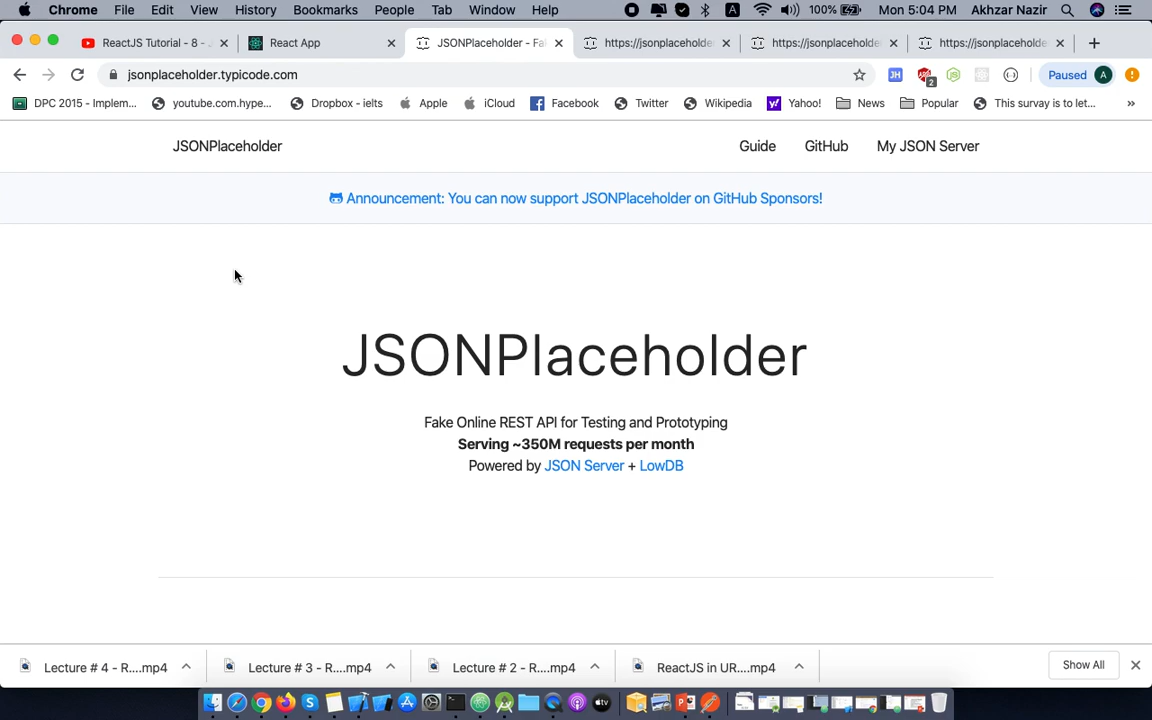 Chrome File Edit View History Bookmarks People Tab Window Help A 100% Mon 5:04 PM Akhzar Nazir
ReactJS Tutorial - 8 - React App JSONPlaceholder - Fa https://jsonplaceholde https://jsonplaceholde https://jsonplaceholde
jsonplaceholder.typicode.com JH 2 Paused A
DPC 2015 - Implem... youtube.com.hype... Dropbox - ielts Apple iCloud Facebook Twitter Wikipedia Yahoo! News Popular This survay is to let... »
JSONPlaceholder Guide GitHub My JSON Server
Announcement: You can now support JSONPlaceholder on GitHub Sponsors!
JSONPlaceholder
Fake Online REST API for Testing and Prototyping
Serving ~350M requests per month
Powered by JSON Server + LowDB
Lecture # 4 - R....mp4 Lecture # 3 - R....mp4 Lecture # 2 - R....mp4 ReactJS in UR....mp4 Show All